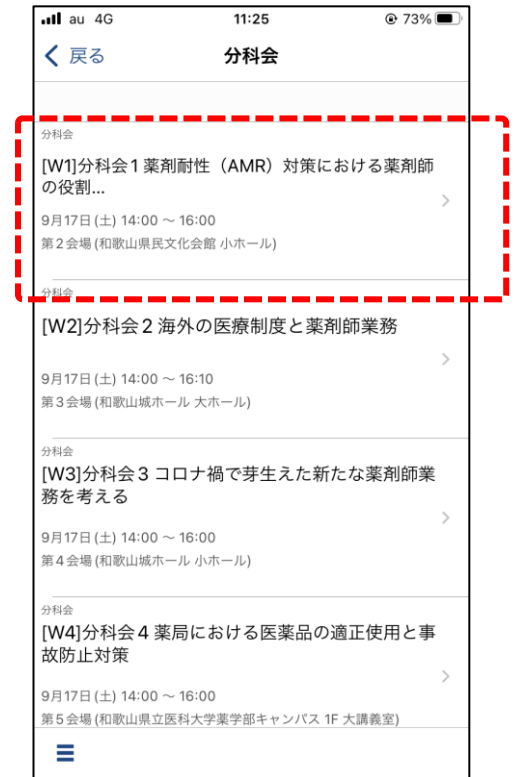 au 4G 11:25 73%
戻る 分科会
分科会
[W1]分科会1 薬剤耐性（AMR）対策における薬剤師
の役割...
9月17日(土) 14:00 ～ 16:00
第2会場(和歌山県民文化会館 小ホール)
分科会
[W2]分科会2 海外の医療制度と薬剤師業務
9月17日(土) 14:00 ～ 16:10
第3会場(和歌山城ホール 大ホール)
分科会
[W3]分科会3 コロナ禍で芽生えた新たな薬剤師業
務を考える
9月17日(土) 14:00 ～ 16:00
第4会場(和歌山城ホール 小ホール)
分科会
[W4]分科会4 薬局における医薬品の適正使用と事
故防止対策
9月17日(土) 14:00 ～ 16:00
第5会場(和歌山県立医科大学薬学部キャンパス 1F 大講義室)